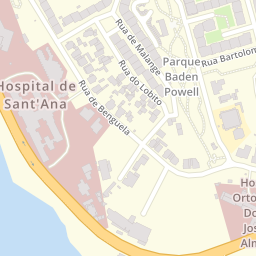 Rua de Malange
Rua do Lobito
Parque
Baden
Powell
Rua Bartolom
Hospital de
Sant'Ana
Rua de Benguela
Ho
Orto
Do
Jos
Alm